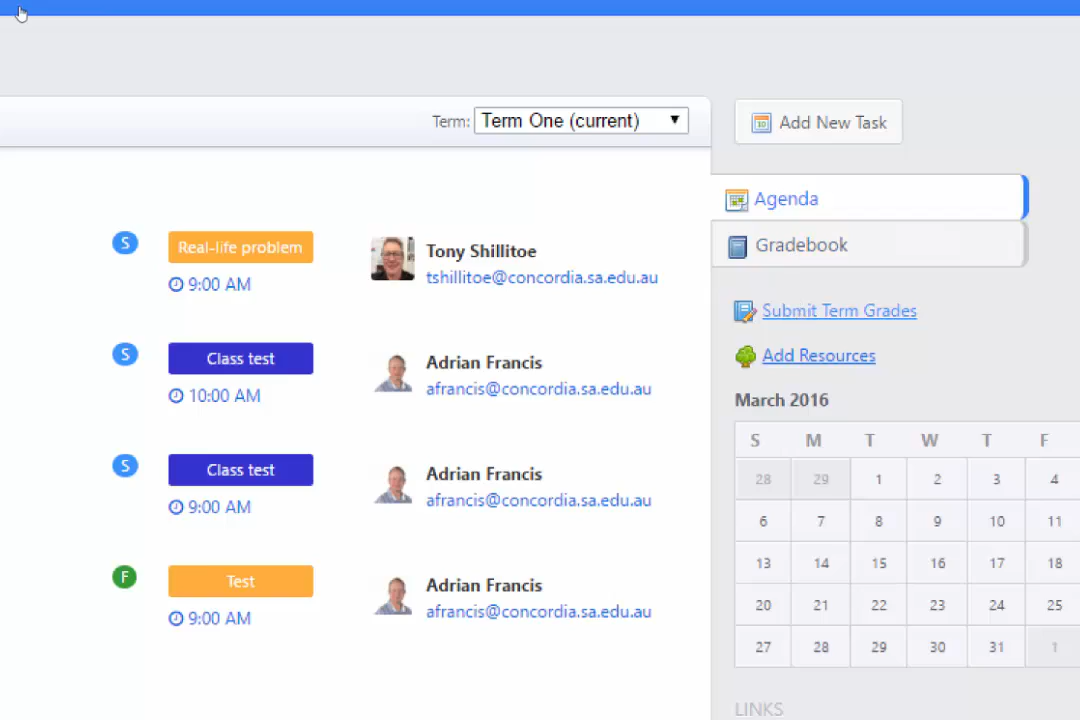 Term: Term One (current)
Add New Task
Agenda
Gradebook
S Real-life problem
9:00 AM
Tony Shillitoe
tshillitoe@concordia.sa.edu.au
S Class test
10:00 AM
Adrian Francis
afrancis@concordia.sa.edu.au
S Class test
9:00 AM
Adrian Francis
afrancis@concordia.sa.edu.au
F Test
9:00 AM
Adrian Francis
afrancis@concordia.sa.edu.au
Submit Term Grades
Add Resources
March 2016
S M T W T F
28 29 1 2 3 4
6 7 8 9 10 11
13 14 15 16 17 18
20 21 22 23 24 25
27 28 29 30 31 1
LINKS